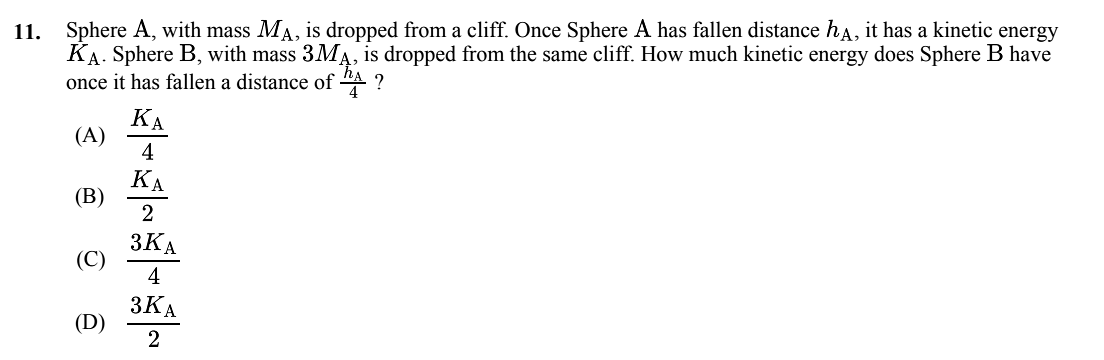 11. Sphere A, with mass M_A, is dropped from a cliff. Once Sphere A has fallen distance h_A, it has a kinetic energy
K_A. Sphere B, with mass 3M_A, is dropped from the same cliff. How much kinetic energy does Sphere B have
once it has fallen a distance of h_A/4 ?
(A) K_A/4
(B) K_A/2
(C) 3K_A/4
(D) 3K_A/2